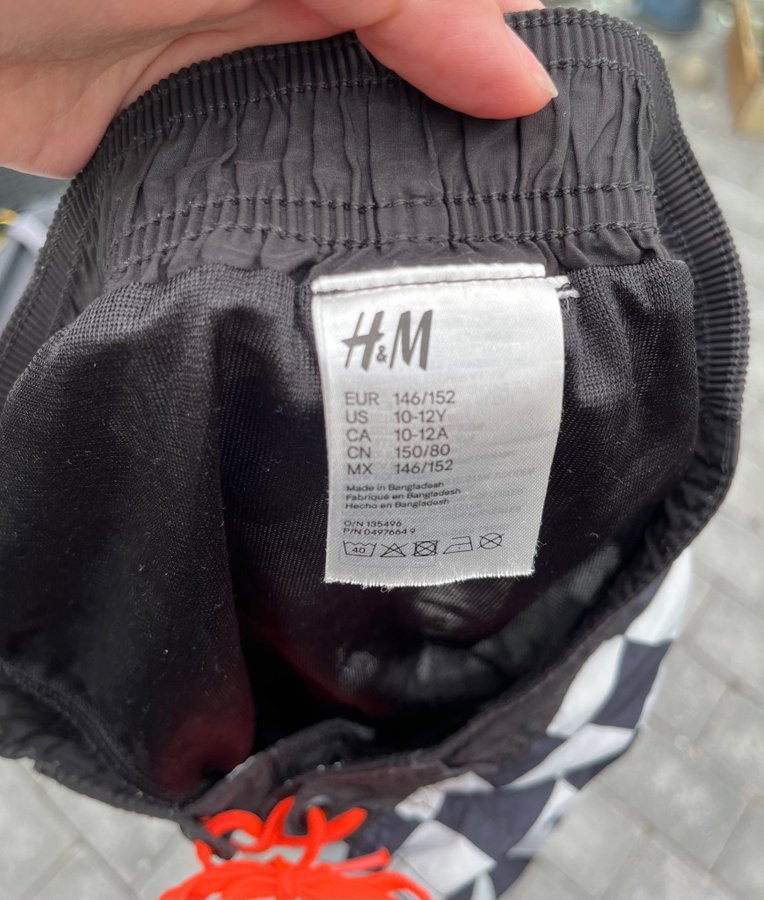 H&M
EUR 146/152
US 10-12Y
CA 10-12A
CN 150/80
MX 146/152
Made in Bangladesh
Fabriqué en Bangladesh
Hecho en Bangladesh
O/N 135496
P/N D497664 9
40